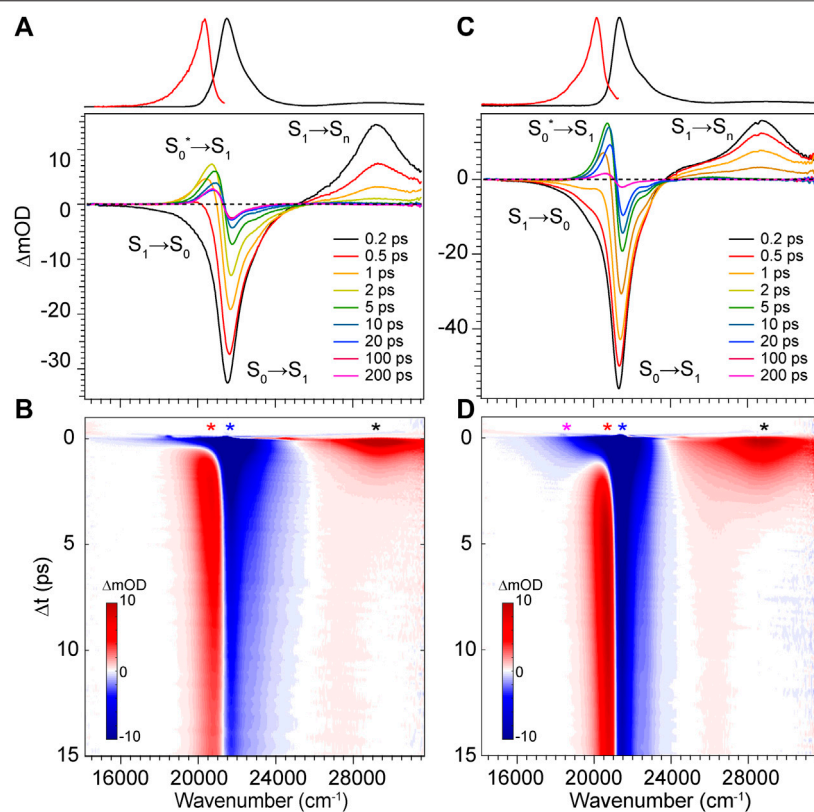 A
S0*→S1
S1→Sn
10
0
-10
-20
-30
ΔmOD
S1→S0
S0→S1
0.2 ps
0.5 ps
1 ps
2 ps
5 ps
10 ps
20 ps
100 ps
200 ps
C
S0*→S1
S1→Sn
0
-20
-40
S1→S0
S0→S1
0.2 ps
0.5 ps
1 ps
2 ps
5 ps
10 ps
20 ps
100 ps
200 ps
B
* * *
0
5
10
15
Δt (ps)
ΔmOD
10
0
-10
16000 20000 24000 28000
Wavenumber (cm-1)
D
* * * *
0
5
10
15
ΔmOD
10
0
-10
16000 20000 24000 28000
Wavenumber (cm-1)